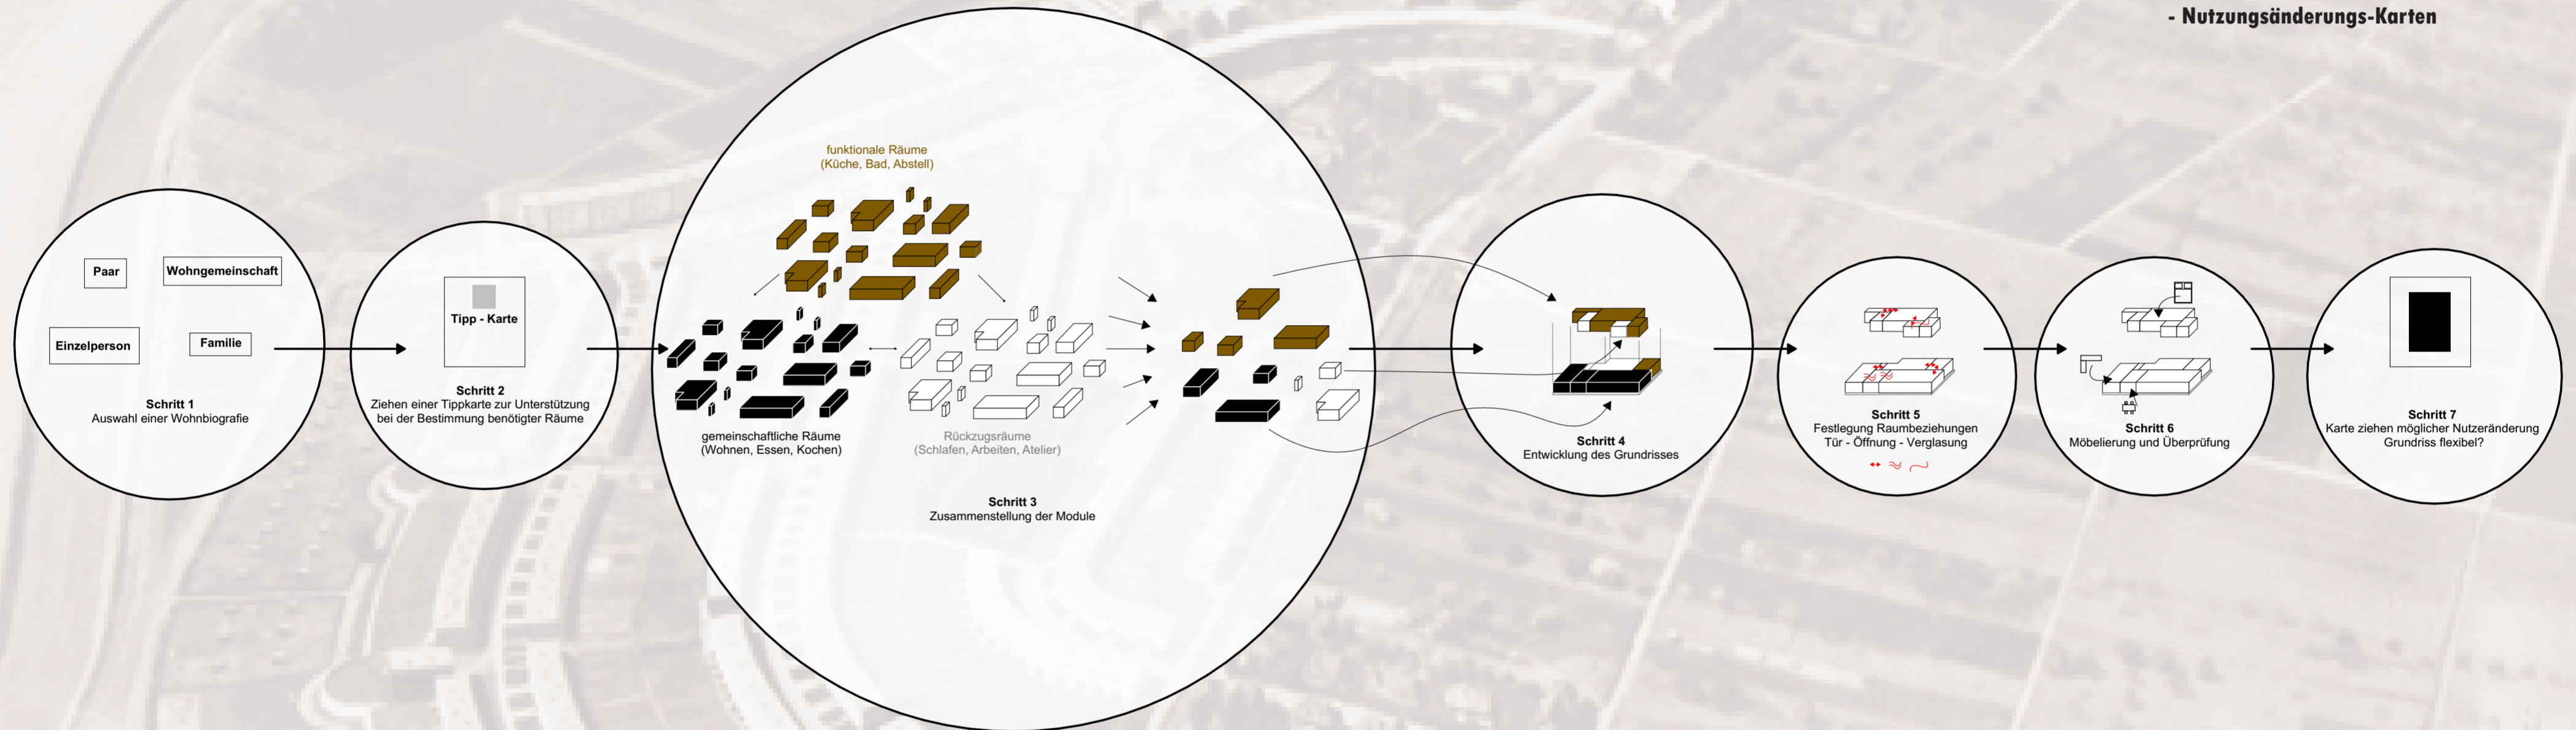 - Nutzungsänderungs-Karten
Paar
Wohngemeinschaft
Einzelperson
Familie
Schritt 1
Auswahl einer Wohnbiografie
Tipp - Karte
Schritt 2
Ziehen einer Tippkarte zur Unterstützung
bei der Bestimmung benötigter Räume
funktionale Räume
(Küche, Bad, Abstell)
gemeinschaftliche Räume
(Wohnen, Essen, Kochen)
Rückzugsräume
(Schlafen, Arbeiten, Atelier)
Schritt 3
Zusammenstellung der Module
Schritt 4
Entwicklung des Grundrisses
Schritt 5
Festlegung Raumbeziehungen
Tür - Öffnung - Verglasung
Schritt 6
Möbelierung und Überprüfung
Schritt 7
Karte ziehen möglicher Nutzeränderung
Grundriss flexibel?